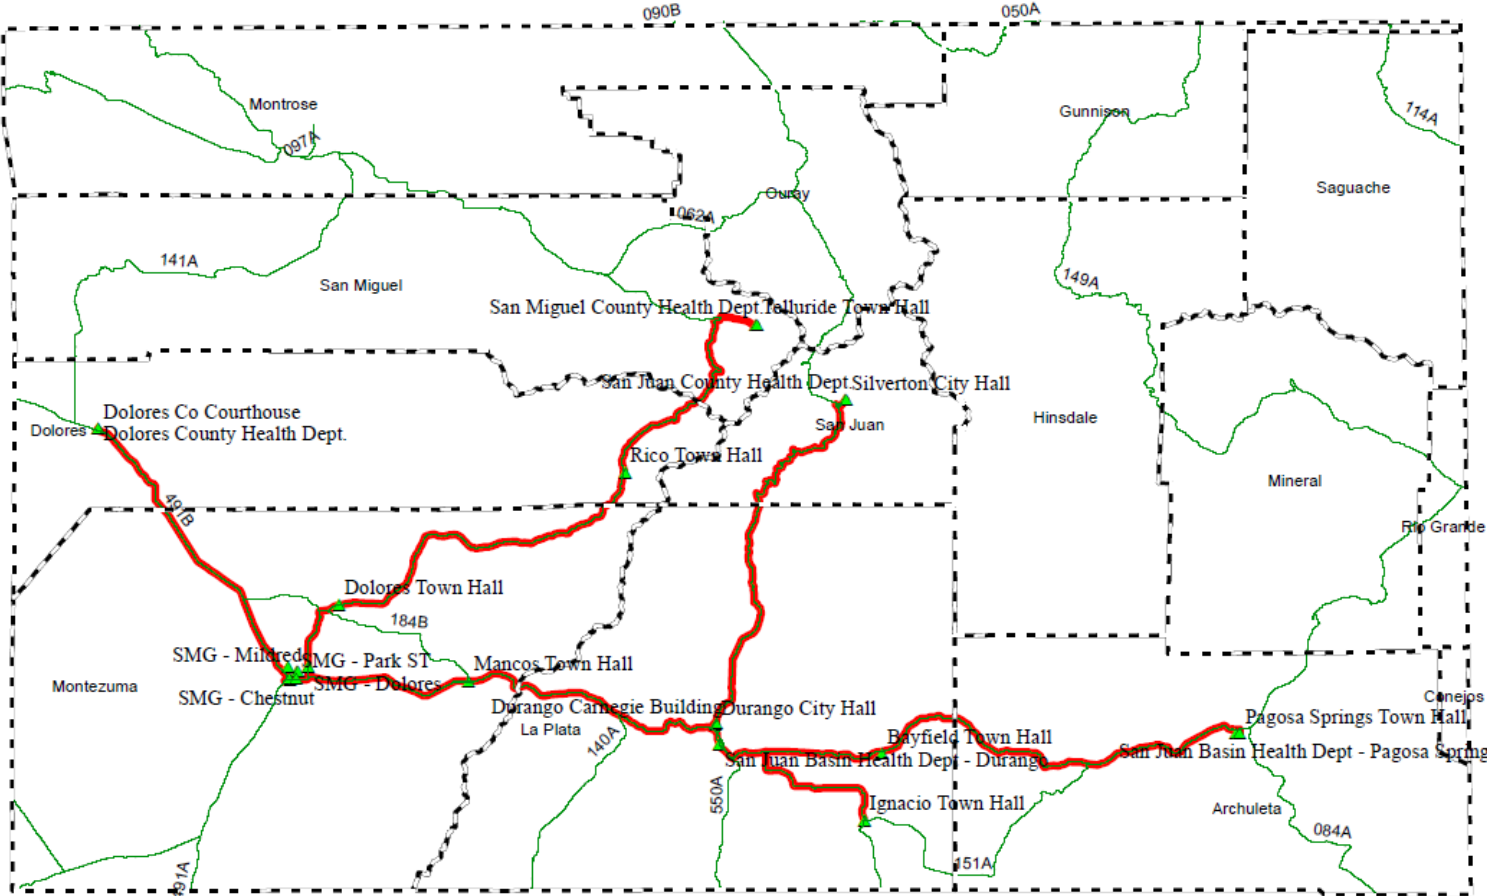 090B
050A
Montrose
097A
Gunnison
114A
Saguache
Ouray
062A
141A
San Miguel
149A
San Miguel County Health Dept.
Telluride Town Hall
San Juan County Health Dept.
Silverton City Hall
Dolores Co Courthouse
Dolores
Dolores County Health Dept.
San Juan
Hinsdale
Rico Town Hall
Mineral
491B
Rio Grande
Dolores Town Hall
184B
SMG - Mildred
SMG - Park ST
Mancos Town Hall
Montezuma
SMG - Dolores
SMG - Chestnut
Conejos
Durango Carnegie Building
Durango City Hall
Pagosa Springs Town Hall
La Plata
140A
Bayfield Town Hall
San Juan Basin Health Dept - Durango
San Juan Basin Health Dept - Pagosa Spring
550A
Ignacio Town Hall
Archuleta
084A
151A
91A